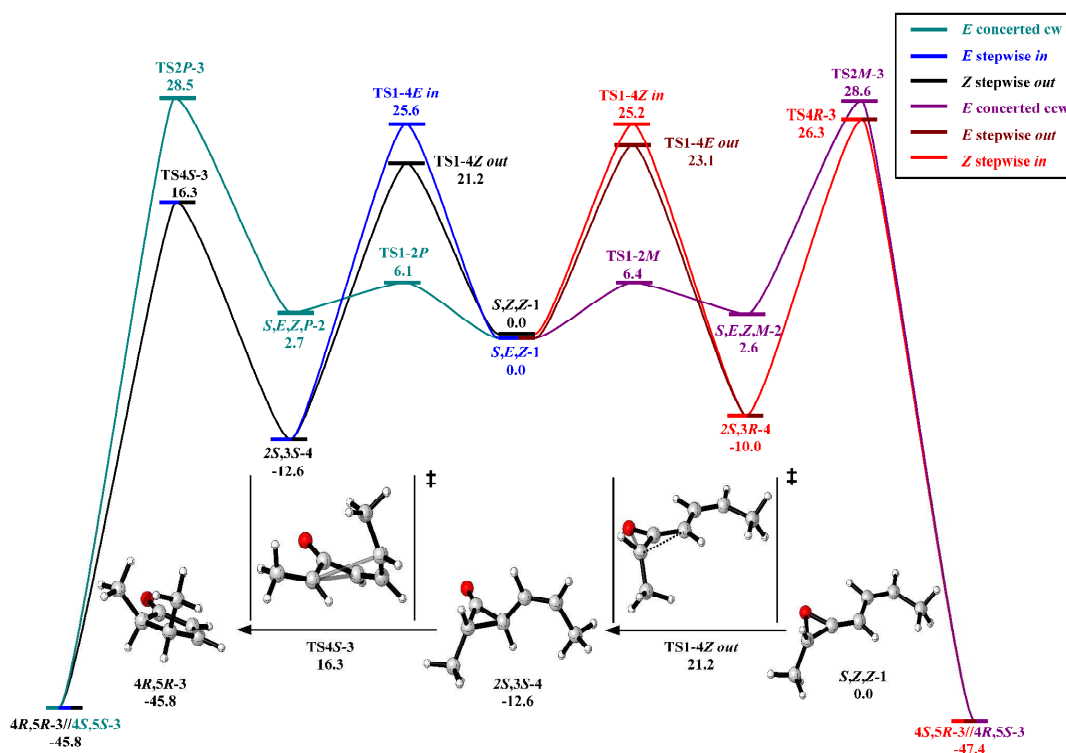 E concerted cw
E stepwise in
Z stepwise out
E concerted ccw
E stepwise out
Z stepwise in
TS2P-3
28.5
TS1-4E in
25.6
TS1-4Z in
25.2
TS2M-3
28.6
TS4R-3
26.3
TS1-4Z out
21.2
TS1-4E out
23.1
TS4S-3
16.3
TS1-2P
6.1
TS1-2M
6.4
S,Z,Z-1
0.0
S,E,Z,P-2
2.7
S,E,Z-1
0.0
S,E,Z,M-2
2.6
2S,3S-4
-12.6
2S,3R-4
-10.0
‡
‡
TS4S-3
16.3
TS1-4Z out
21.2
4R,5R-3
-45.8
2S,3S-4
-12.6
S,Z,Z-1
0.0
4R,5R-3//4S,5S-3
-45.8
4S,5R-3//4R,5S-3
-47.4